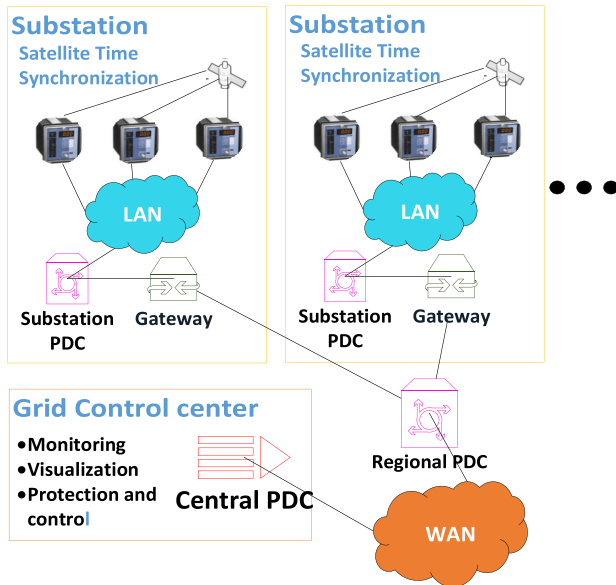 Substation
Satellite Time
Synchronization
LAN
Substation
PDC
Gateway
Substation
Satellite Time
Synchronization
LAN
Substation
PDC
Gateway
Grid Control center
•Monitoring
•Visualization
•Protection and
control
Central PDC
Regional PDC
WAN